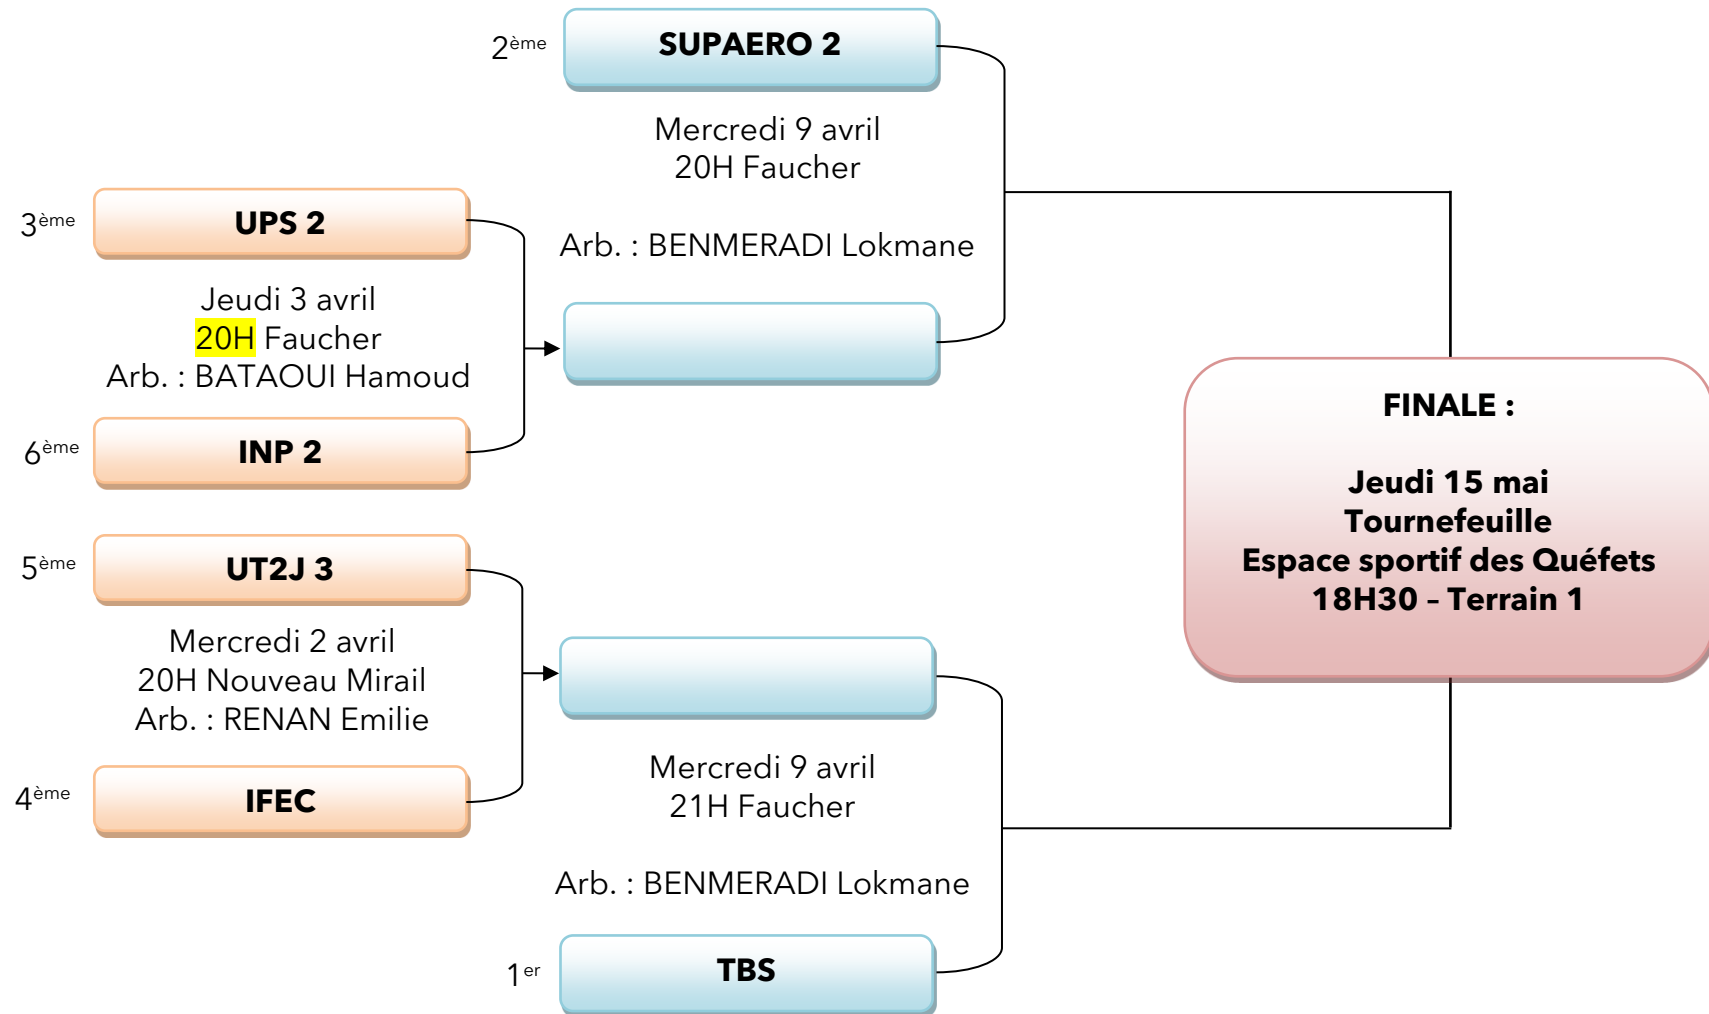 2ème
SUPAERO 2
Mercredi 9 avril
20H Faucher
Arb. : BENMERADI Lokmane
3ème
UPS 2
Jeudi 3 avril
20H Faucher
Arb. : BATAOUI Hamoud
6ème
INP 2
5ème
UT2J 3
Mercredi 2 avril
20H Nouveau Mirail
Arb. : RENAN Emilie
4ème
IFEC
Mercredi 9 avril
21H Faucher
Arb. : BENMERADI Lokmane
1er
TBS
FINALE :
Jeudi 15 mai
Tournefeuille
Espace sportif des Quéfets
18H30 – Terrain 1